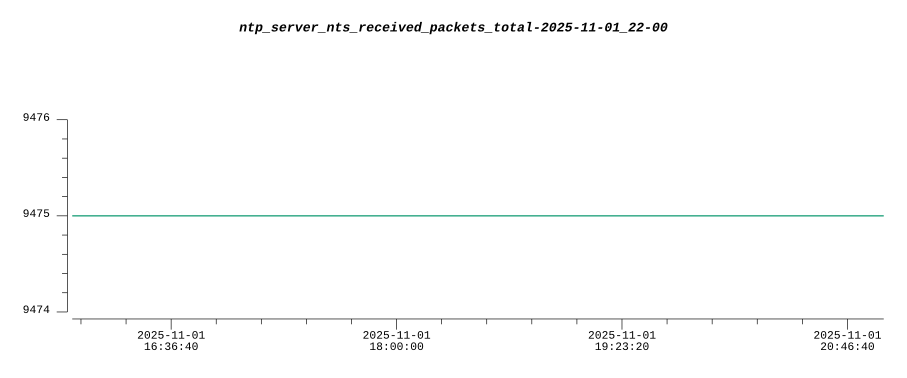 ntp_server_nts_received_packets_total-2025-11-01_22-00
9476
9475
9474
2025-11-01 2025-11-01 2025-11-01 2025-11-01
16:36:40 18:00:00 19:23:20 20:46:40